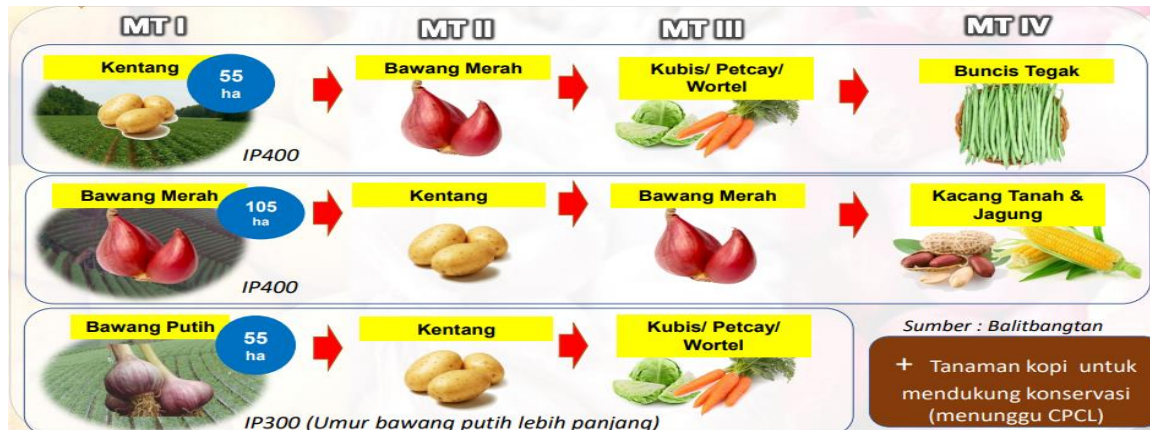 MT I
MT II
MT III
MT IV
Kentang
55
ha
IP400
Bawang Merah
Kubis/ Petcay/
Wortel
Buncis Tegak
Bawang Merah
105
ha
IP400
Kentang
Bawang Merah
Kacang Tanah &
Jagung
Bawang Putih
55
ha
IP300 (Umur bawang putih lebih panjang)
Kentang
Kubis/ Petcay/
Wortel
Sumber : Balitbangtan
+ Tanaman kopi untuk
mendukung konservasi
(menunggu CPCL)